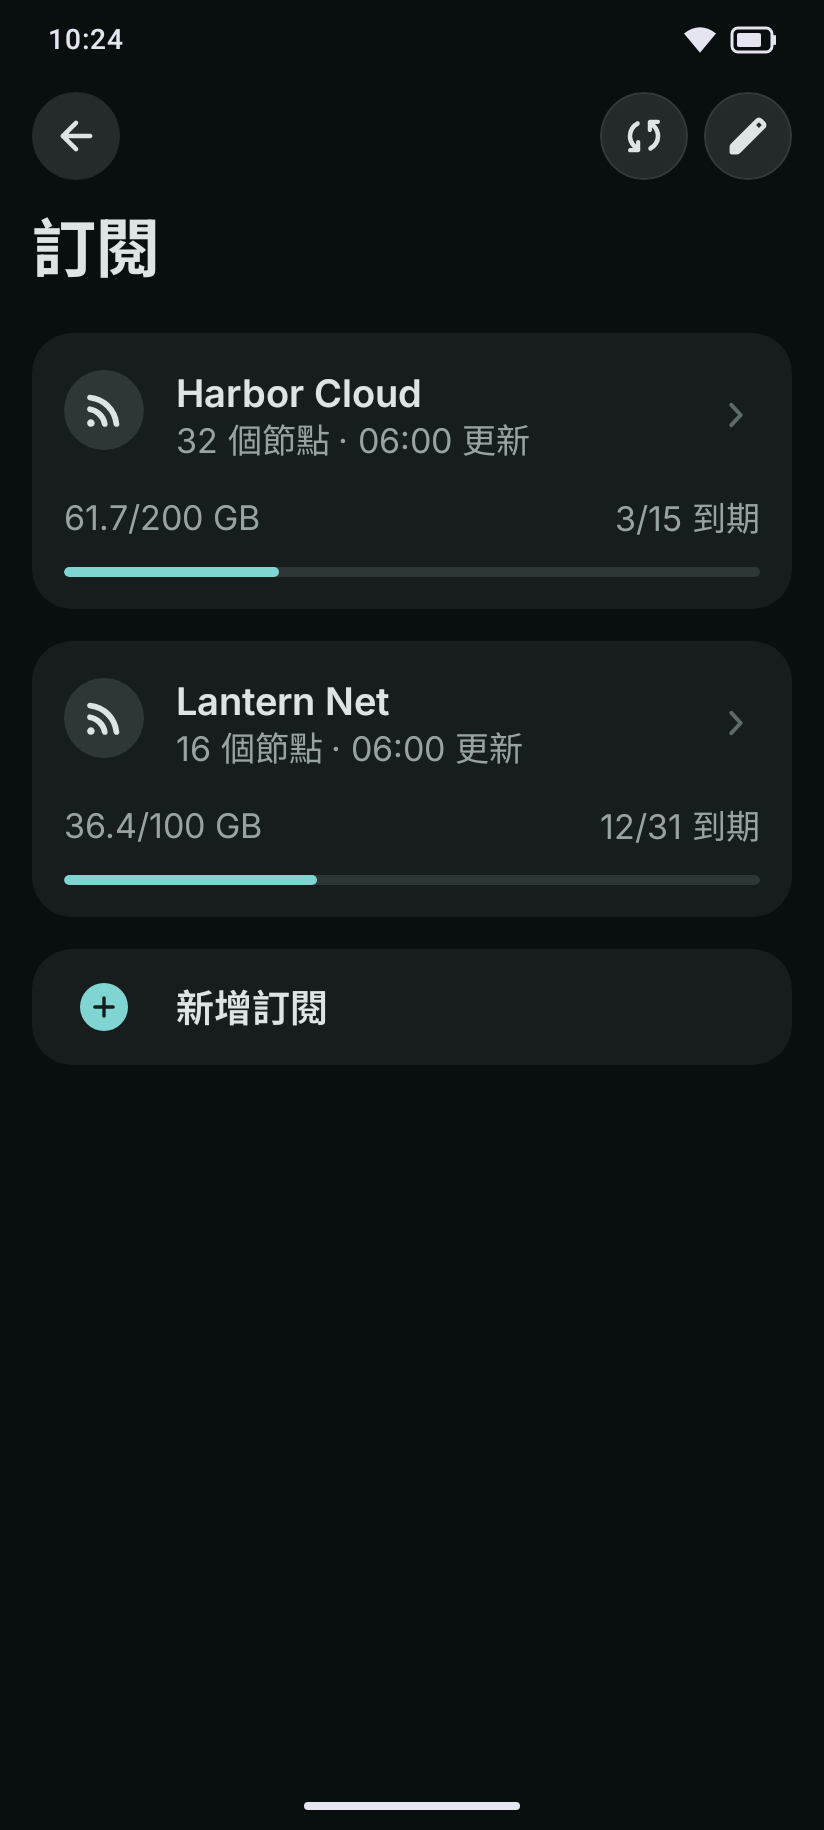 10:24
訂閱
Harbor Cloud
32 個節點 · 06:00 更新
61.7/200 GB
3/15 到期
Lantern Net
16 個節點 · 06:00 更新
36.4/100 GB
12/31 到期
新增訂閱